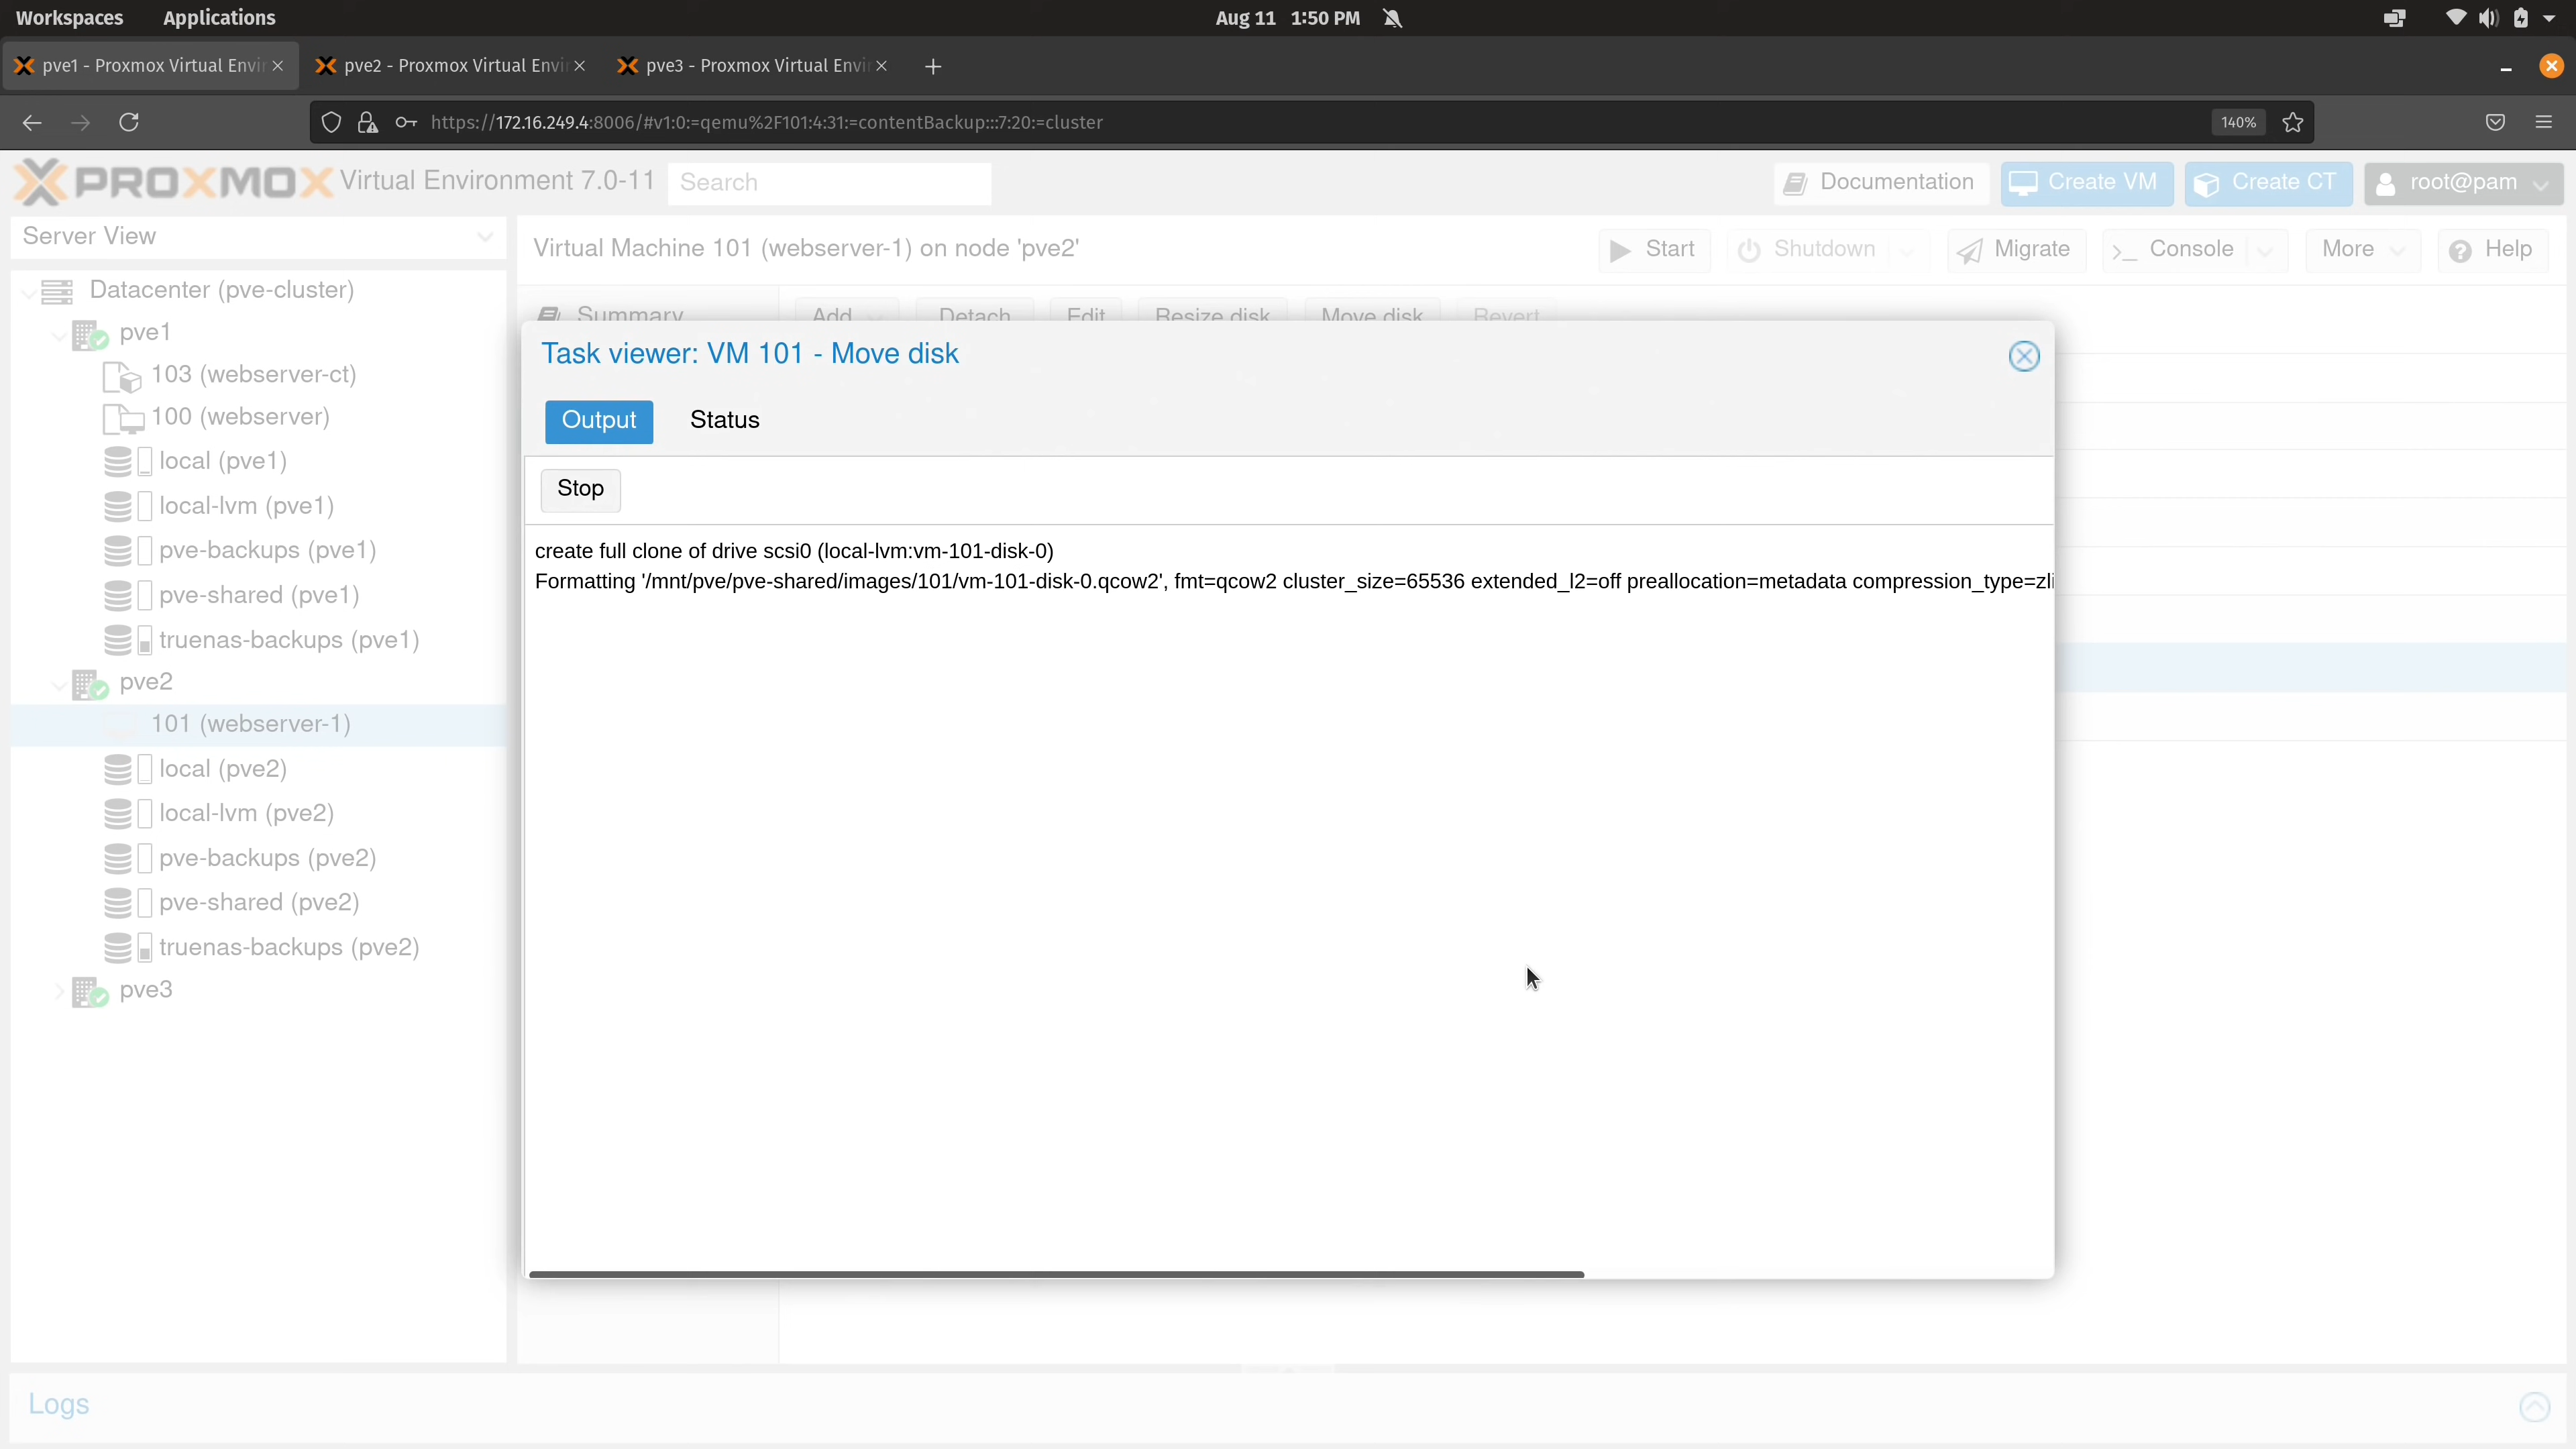 Workspaces Applications Aug 11 1:50 PM
pve1 - Proxmox Virtual Envir pve2 - Proxmox Virtual Envir pve3 - Proxmox Virtual Envir
https://172.16.249.4:8006/#v1:0:=qemu%2F101:4:31:=contentBackup:::7:20:=cluster 140%
PROXMOX Virtual Environment 7.0-11 Search Documentation Create VM Create CT root@pam
Server View
Virtual Machine 101 (webserver-1) on node 'pve2' Start Shutdown Migrate Console More Help
Datacenter (pve-cluster)
Summary Add Detach Edit Resize disk Move disk Revert
pve1
103 (webserver-ct)
100 (webserver)
local (pve1)
local-lvm (pve1)
pve-backups (pve1)
pve-shared (pve1)
truenas-backups (pve1)
pve2
101 (webserver-1)
local (pve2)
local-lvm (pve2)
pve-backups (pve2)
pve-shared (pve2)
truenas-backups (pve2)
pve3
Task viewer: VM 101 - Move disk
Output Status
Stop
create full clone of drive scsi0 (local-lvm:vm-101-disk-0)
Formatting '/mnt/pve/pve-shared/images/101/vm-101-disk-0.qcow2', fmt=qcow2 cluster_size=65536 extended_l2=off preallocation=metadata compression_type=zli
Logs